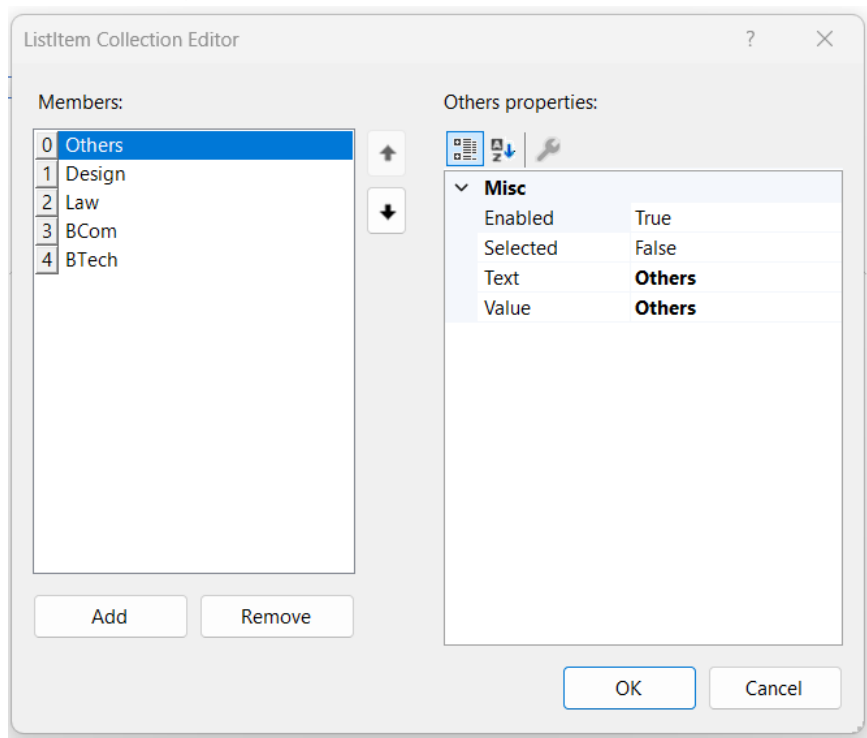 ListItem Collection Editor
?
Members:
0 Others
1 Design
2 Law
3 BCom
4 BTech
Add
Remove
Others properties:
A
Z
Misc
Enabled True
Selected False
Text Others
Value Others
OK
Cancel